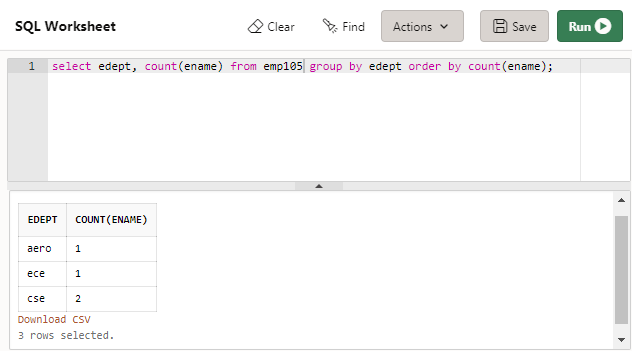 SQL Worksheet Clear Find Actions Save Run
1 select edept, count(ename) from emp105 group by edept order by count(ename);
EDEPT COUNT(ENAME)
aero 1
ece 1
cse 2
Download CSV
3 rows selected.